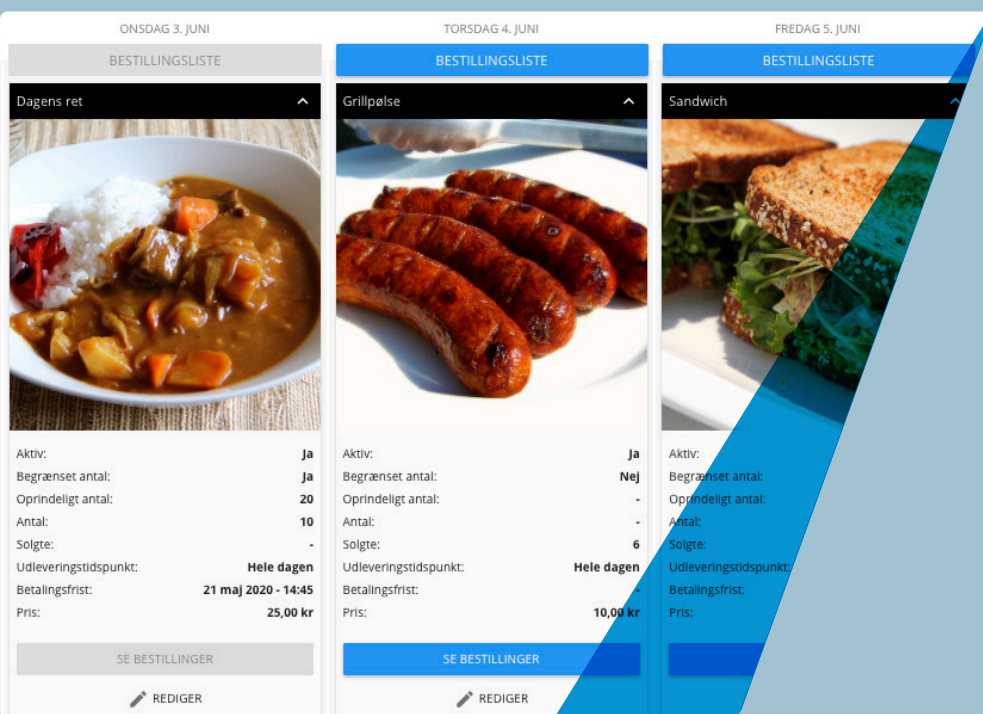 ONSDAG 3. JUNI
BESTILLINGSLISTE
Dagens ret
Aktiv: Ja
Begrænset antal: Ja
Oprindeligt antal: 20
Antal: 10
Solgte: -
Udleveringstidspunkt: Hele dagen
Betalingsfrist: 21 maj 2020 - 14:45
Pris: 25,00 kr
SE BESTILLINGER
REDIGER
TORSDAG 4. JUNI
BESTILLINGSLISTE
Grillpølse
Aktiv: Ja
Begrænset antal: Nej
Oprindeligt antal: -
Antal: -
Solgte: 6
Udleveringstidspunkt: Hele dagen
Betalingsfrist: -
Pris: 10,00 kr
SE BESTILLINGER
REDIGER
FREDAG 5. JUNI
BESTILLINGSLISTE
Sandwich
Aktiv:
Begrænset antal:
Oprindeligt antal:
Antal:
Solgte:
Udleveringstidspunkt:
Betalingsfrist:
Pris: